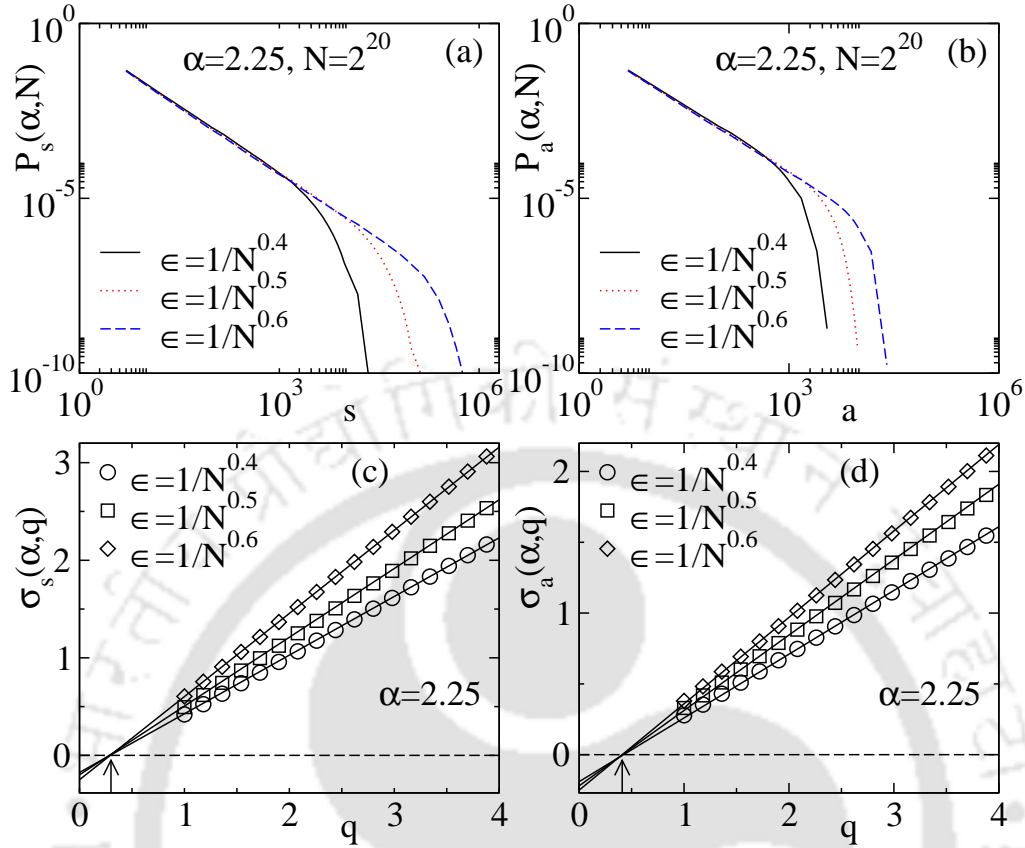 10^0
α=2.25, N=2^20
(a)
P_s(α,N)
10^-5
ϵ=1/N^0.4
ϵ=1/N^0.5
ϵ=1/N^0.6
10^-10
10^0
10^3
s
10^6
10^0
α=2.25, N=2^20
(b)
P_a(α,N)
10^-5
ϵ=1/N^0.4
ϵ=1/N^0.5
ϵ=1/N^0.6
10^-10
10^0
10^3
a
10^6
3
(c)
ϵ=1/N^0.4
ϵ=1/N^0.5
ϵ=1/N^0.6
σ_s(α,q)
2
1
α=2.25
0
0 1 q 2 3 4
2
(d)
ϵ=1/N^0.4
ϵ=1/N^0.5
ϵ=1/N^0.6
σ_a(α,q)
1
α=2.25
0
0 1 q 2 3 4